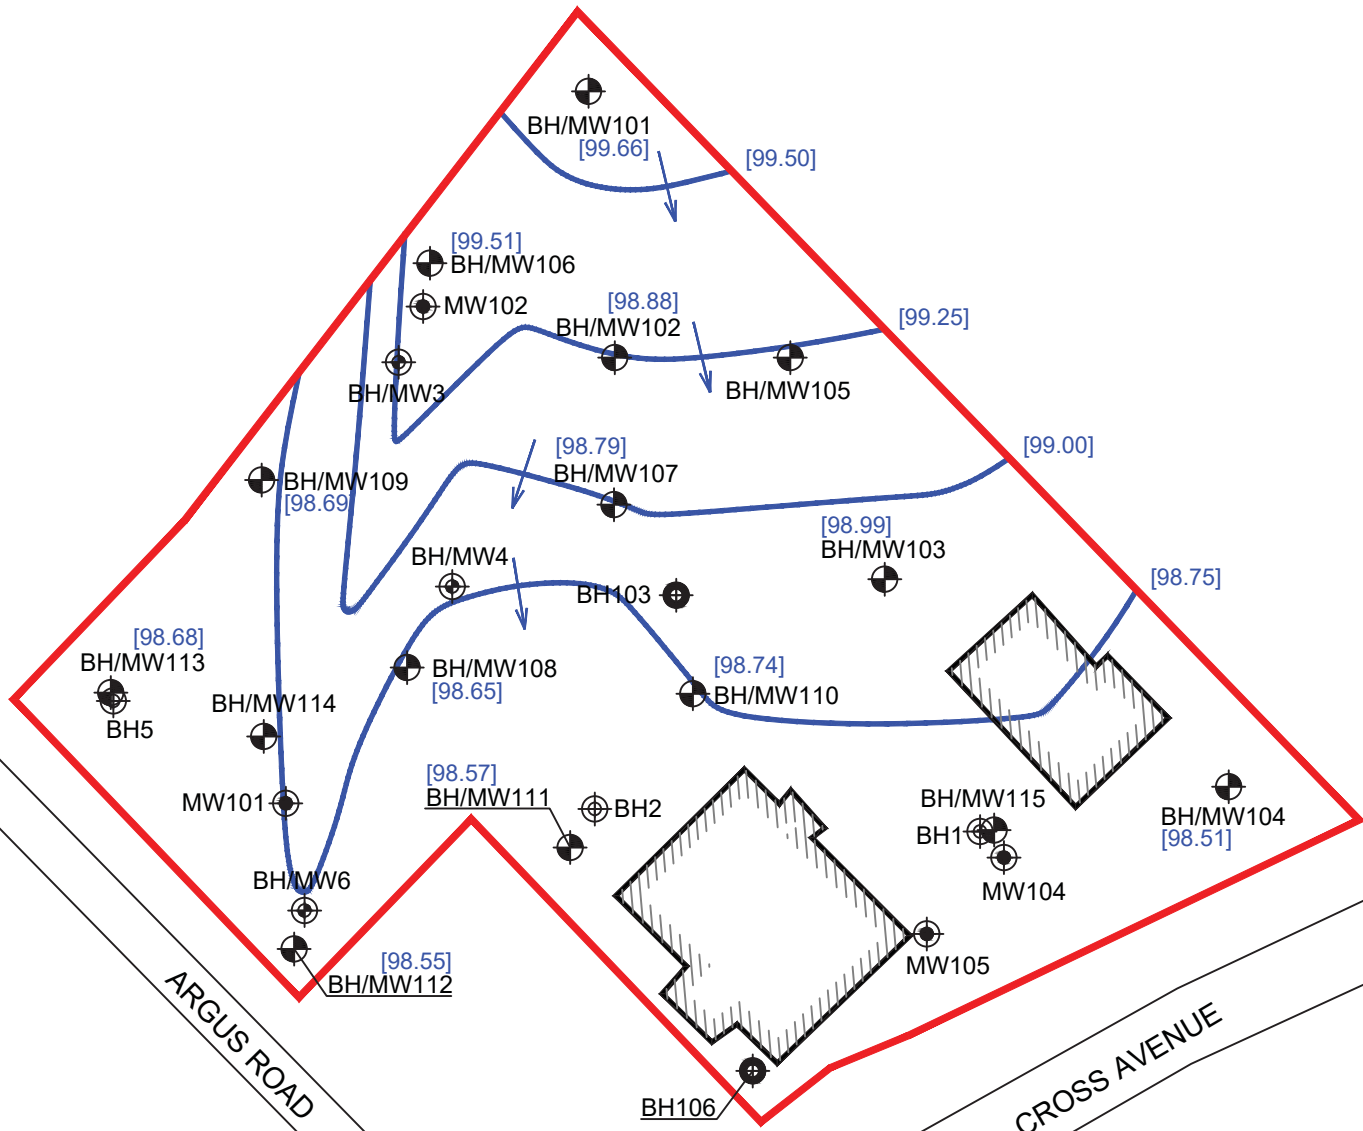 BH/MW101
[99.66]
[99.50]
[99.51]
BH/MW106
MW102
[98.88]
BH/MW102
[99.25]
BH/MW3
BH/MW105
[98.79]
BH/MW107
[99.00]
BH/MW109
[98.69]
[98.99]
BH/MW103
BH/MW4
BH103
[98.75]
[98.68]
BH/MW113
BH5
BH/MW108
[98.65]
[98.74]
BH/MW110
BH/MW114
MW101
[98.57]
BH/MW111
BH2
BH/MW115
BH1
MW104
BH/MW104
[98.51]
BH/MW6
[98.55]
BH/MW112
MW105
ARGUS ROAD
BH106
CROSS AVENUE